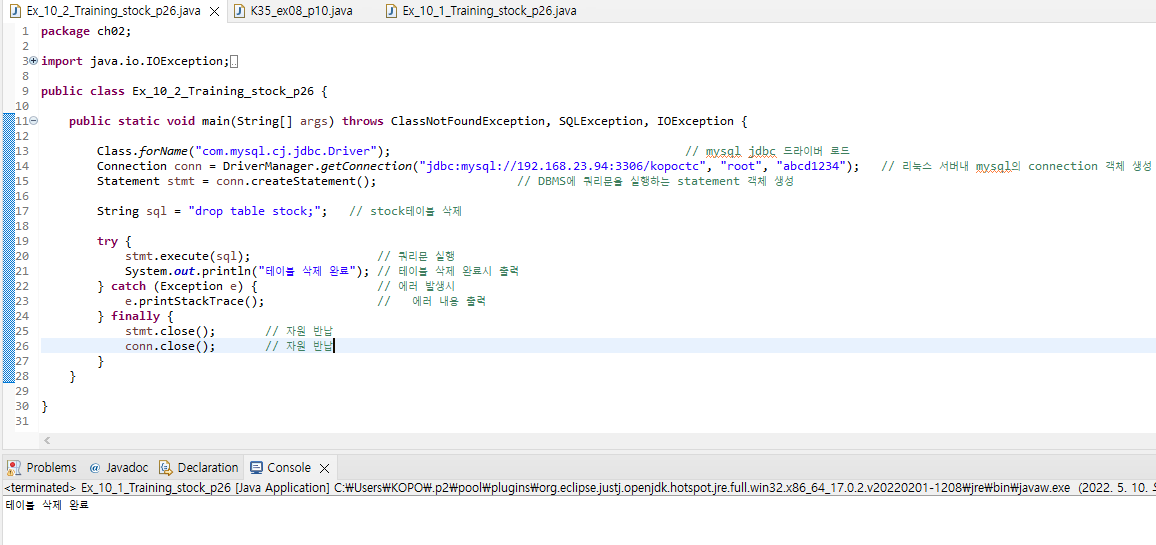 Ex_10_2_Training_stock_p26.java K35_ex08_p10.java Ex_10_1_Training_stock_p26.java
1 package ch02;
2
3 import java.io.IOException;
8
9 public class Ex_10_2_Training_stock_p26 {
10
11 public static void main(String[] args) throws ClassNotFoundException, SQLException, IOException {
12
13 Class.forName("com.mysql.cj.jdbc.Driver"); // mysql jdbc 드라이버 로드
14 Connection conn = DriverManager.getConnection("jdbc:mysql://192.168.23.94:3306/kopoctc", "root", "abcd1234"); // 리눅스 서버내 mysql의 connection 객체 생성
15 Statement stmt = conn.createStatement(); // DBMS에 쿼리문을 실행하는 statement 객체 생성
16
17 String sql = "drop table stock;"; // stock테이블 삭제
18
19 try {
20 stmt.execute(sql); // 쿼리문 실행
21 System.out.println("테이블 삭제 완료"); // 테이블 삭제 완료시 출력
22 } catch (Exception e) { // 에러 발생시
23 e.printStackTrace(); // 에러 내용 출력
24 } finally {
25 stmt.close(); // 자원 반납
26 conn.close(); // 자원 반납
27 }
28 }
29
30 }
31
Problems @ Javadoc Declaration Console
<terminated> Ex_10_1_Training_stock_p26 [Java Application] C:₩Users₩KOPO₩.p2₩pool₩plugins₩org.eclipse.justj.openjdk.hotspot.jre.full.win32.x86_64_17.0.2.v20220201-1208₩jre₩bin₩javaw.exe (2022. 5. 10.
테이블 삭제 완료